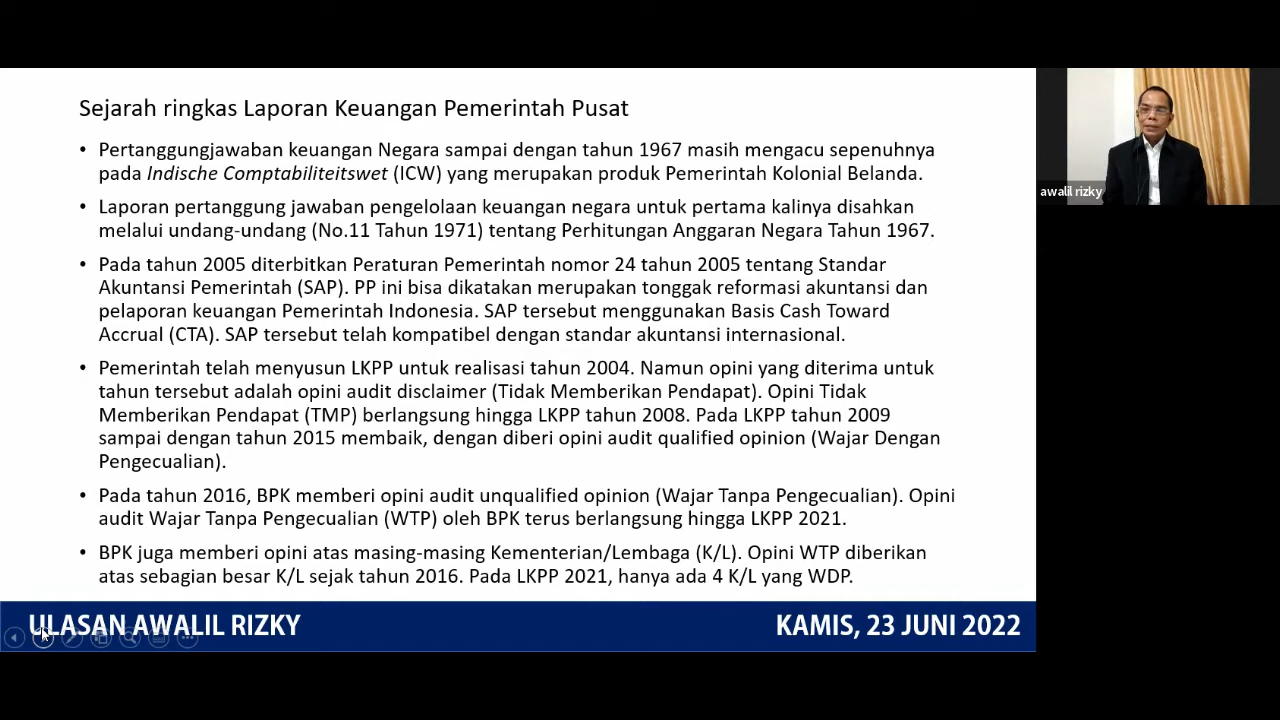 Sejarah ringkas Laporan Keuangan Pemerintah Pusat
• Pertanggungjawaban keuangan Negara sampai dengan tahun 1967 masih mengacu sepenuhnya
pada Indische Comptabiliteitswet (ICW) yang merupakan produk Pemerintah Kolonial Belanda.
• Laporan pertanggung jawaban pengelolaan keuangan negara untuk pertama kalinya disahkan
melalui undang-undang (No.11 Tahun 1971) tentang Perhitungan Anggaran Negara Tahun 1967.
• Pada tahun 2005 diterbitkan Peraturan Pemerintah nomor 24 tahun 2005 tentang Standar
Akuntansi Pemerintah (SAP). PP ini bisa dikatakan merupakan tonggak reformasi akuntansi dan
pelaporan keuangan Pemerintah Indonesia. SAP tersebut menggunakan Basis Cash Toward
Accrual (CTA). SAP tersebut telah kompatibel dengan standar akuntansi internasional.
• Pemerintah telah menyusun LKPP untuk realisasi tahun 2004. Namun opini yang diterima untuk
tahun tersebut adalah opini audit disclaimer (Tidak Memberikan Pendapat). Opini Tidak
Memberikan Pendapat (TMP) berlangsung hingga LKPP tahun 2008. Pada LKPP tahun 2009
sampai dengan tahun 2015 membaik, dengan diberi opini audit qualified opinion (Wajar Dengan
Pengecualian).
• Pada tahun 2016, BPK memberi opini audit unqualified opinion (Wajar Tanpa Pengecualian). Opini
audit Wajar Tanpa Pengecualian (WTP) oleh BPK terus berlangsung hingga LKPP 2021.
• BPK juga memberi opini atas masing-masing Kementerian/Lembaga (K/L). Opini WTP diberikan
atas sebagian besar K/L sejak tahun 2016. Pada LKPP 2021, hanya ada 4 K/L yang WDP.
ULASAN AWALIL RIZKY
KAMIS, 23 JUNI 2022
awalil rizky